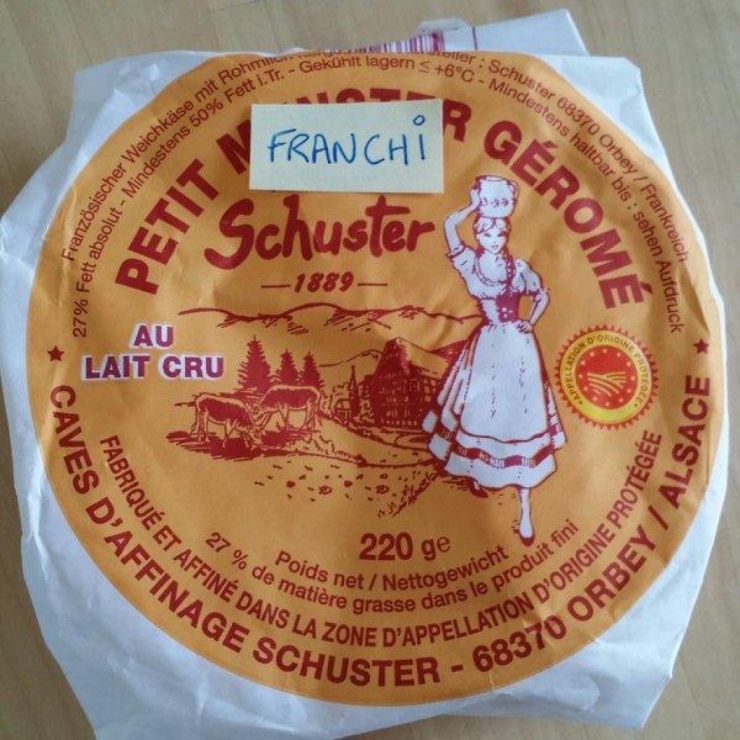 Französischer Weichkäse mit Rohmilch
: Schuster 68370 Orbey / Frankreich
27% Fett absolut - Mindestens 50% Fett i.Tr. - Gekühlt lagern ≤ +6°C - Mindestens haltbar bis : sehen Aufdruck
PETIT M
R GÉROMÉ
FRANCHi
Schuster
1889
AU
LAIT CRU
APPELLATION D'ORIGINE PROTÉGÉE
220 ge
Poids net / Nettogewicht
27 % de matière grasse dans le produit fini
FABRIQUÉ ET AFFINÉ DANS LA ZONE D'APPELLATION D'ORIGINE PROTÉGÉE
CAVES D'AFFINAGE SCHUSTER - 68370 ORBEY / ALSACE